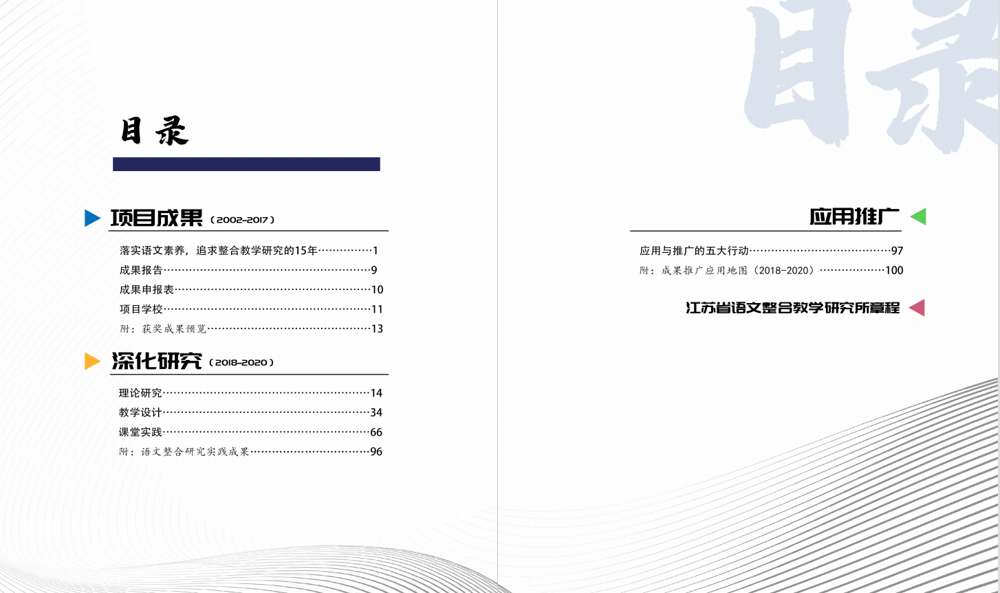 目录
项目成果（2002-2017）
落实语文素养，追求整合教学研究的15年……………1
成果报告……………………………………………………9
成果申报表…………………………………………………10
项目学校……………………………………………………11
附：获奖成果预览…………………………………………13
深化研究（2018-2020）
理论研究……………………………………………………14
教学设计……………………………………………………34
课堂实践……………………………………………………66
附：语文整合研究实践成果………………………………96
目录
应用推广
应用与推广的五大行动……………………………………97
附：成果推广应用地图（2018-2020）………………100
江苏省语文整合教学研究所章程